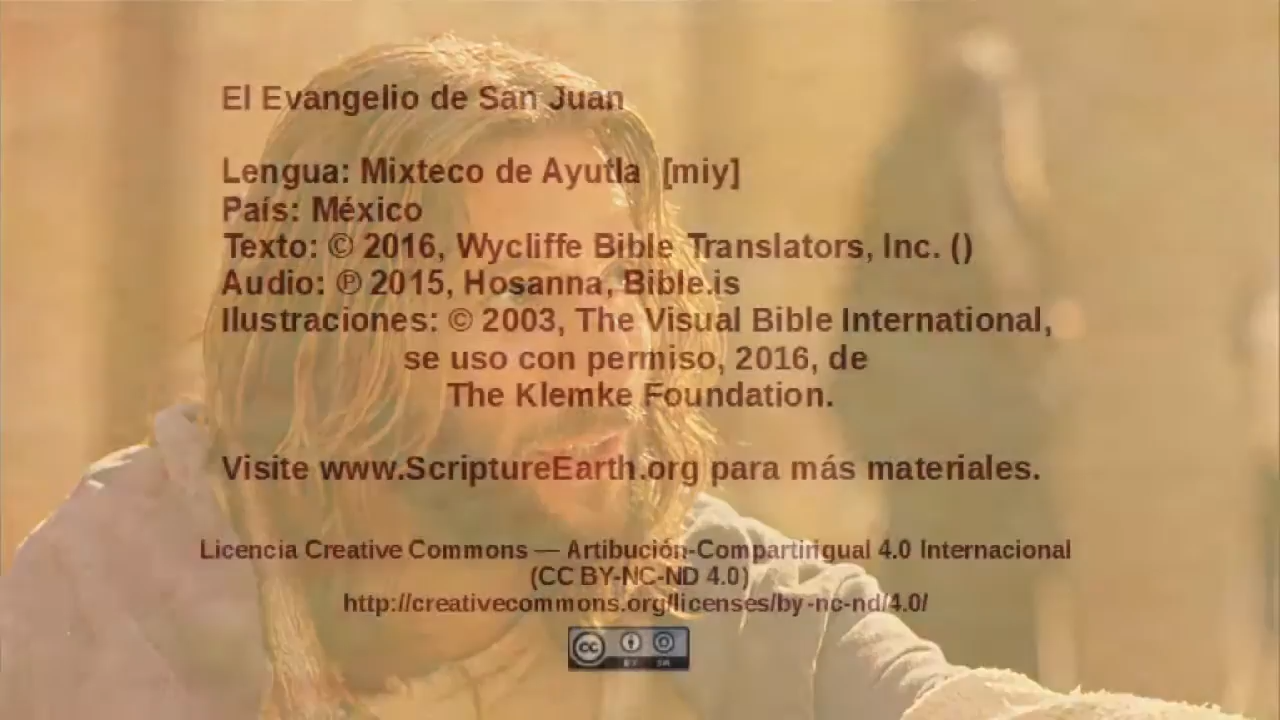 El Evangelio de San Juan
Lengua: Mixteco de Ayutla [miy]
País: México
Texto: © 2016, Wycliffe Bible Translators, Inc. ()
Audio: ℗ 2015, Hosanna, Bible.is
Ilustraciones: © 2003, The Visual Bible International,
se uso con permiso, 2016, de
The Klemke Foundation.
Visite www.ScriptureEarth.org para más materiales.
Licencia Creative Commons — Artibución-CompartirIgual 4.0 Internacional
(CC BY-NC-ND 4.0)
http://creativecommons.org/licenses/by-nc-nd/4.0/
cc
BY SA